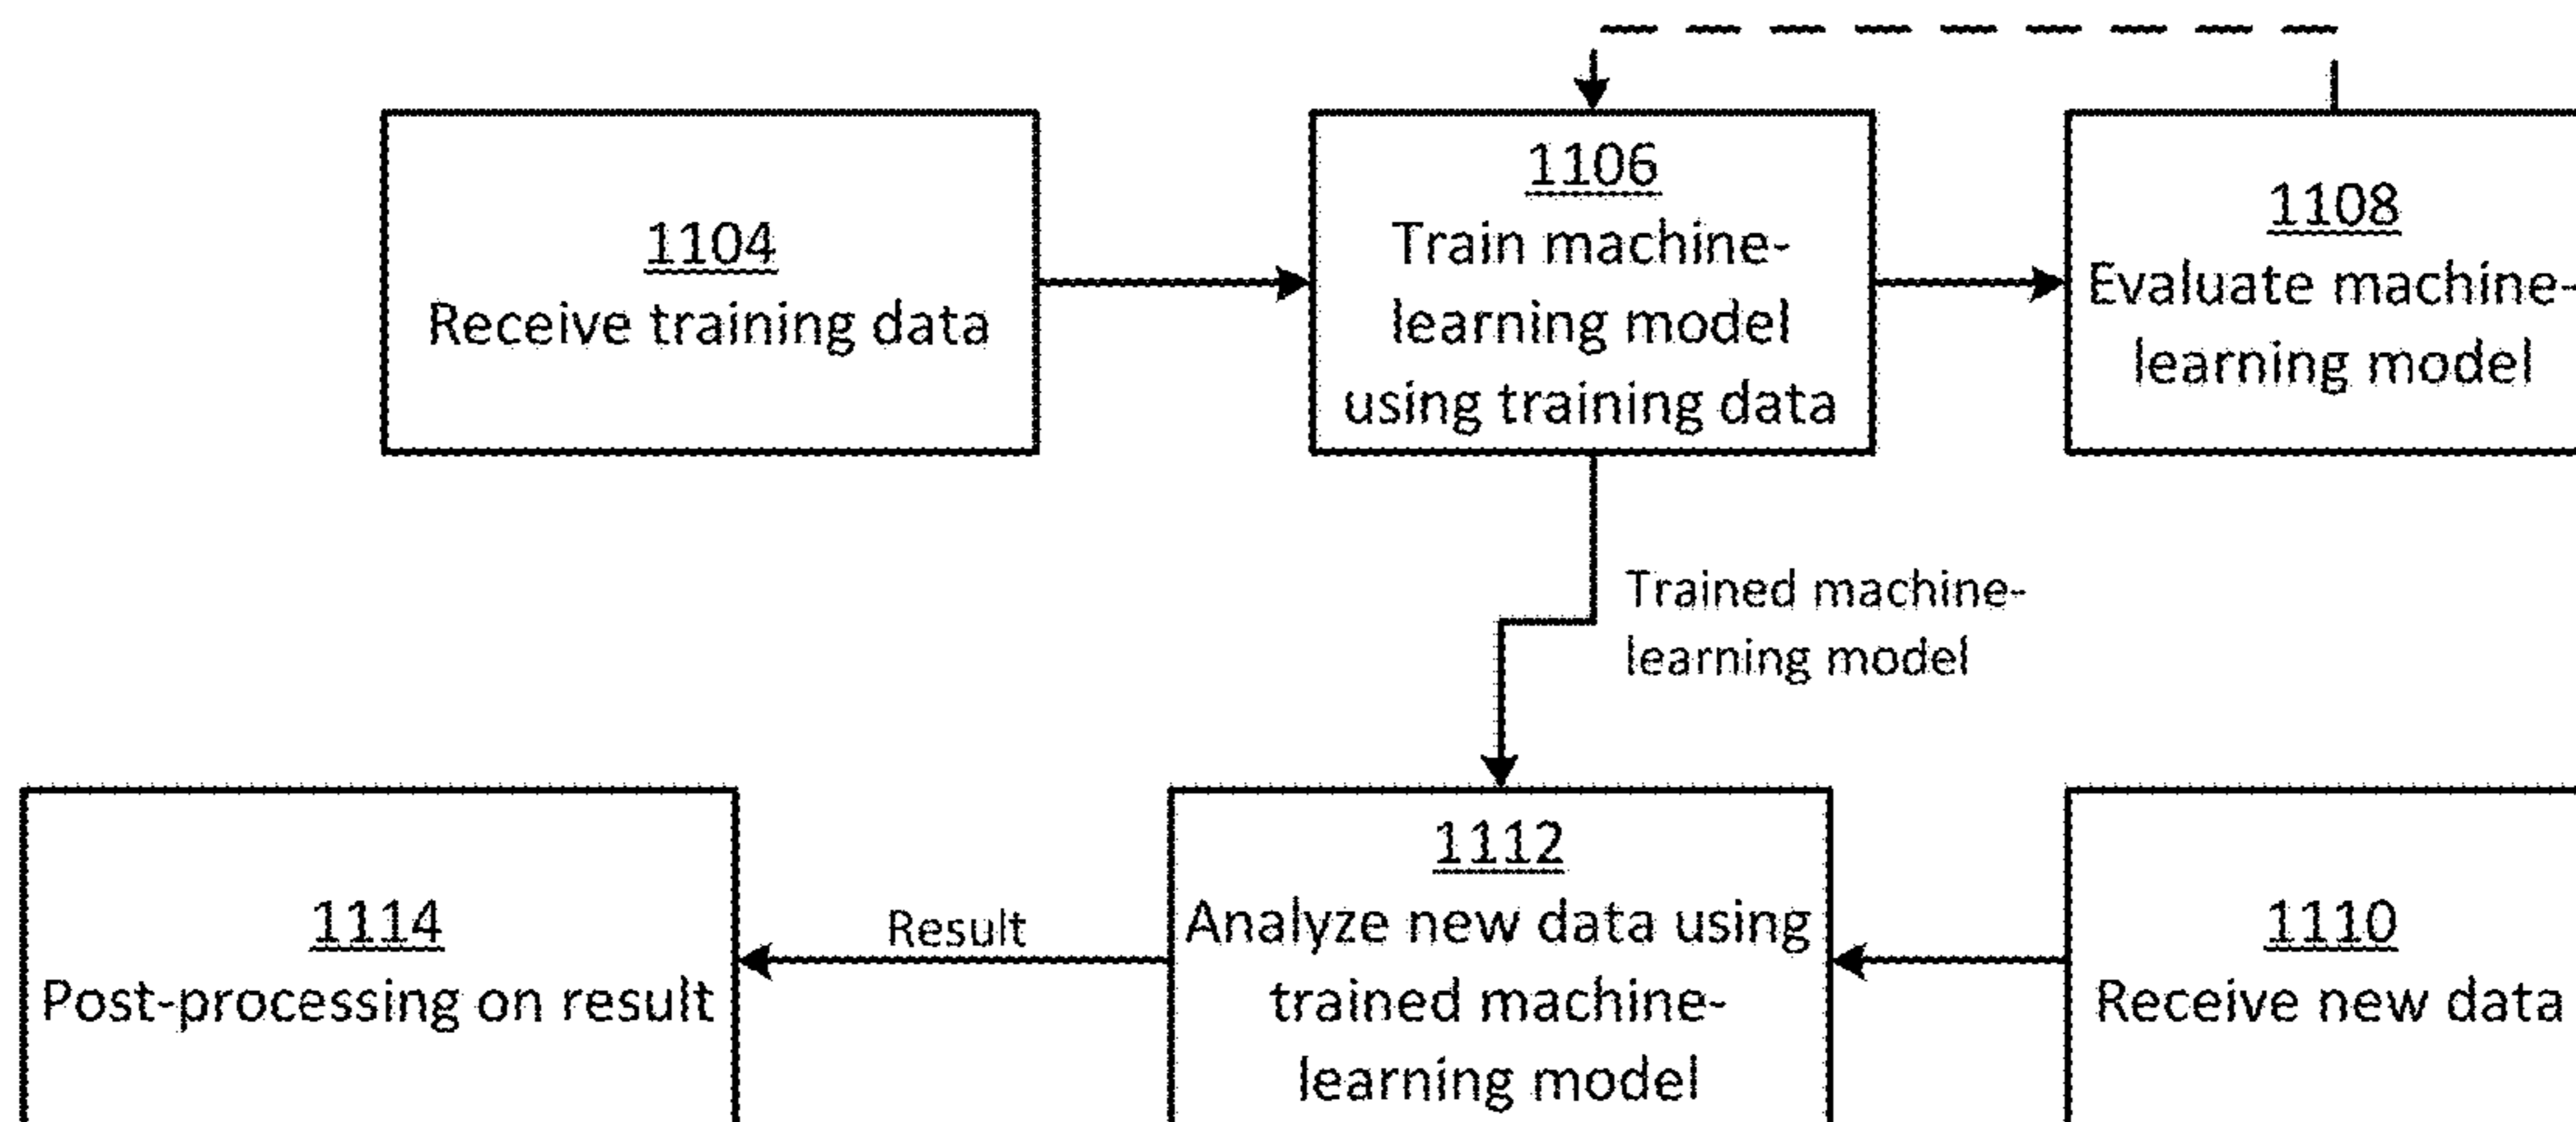 1104
Receive training data
1106
Train machine-
learning model
using training data
1108
Evaluate machine-
learning model
Trained machine-
learning model
1114
Post-processing on result
Result
1112
Analyze new data using
trained machine-
learning model
1110
Receive new data